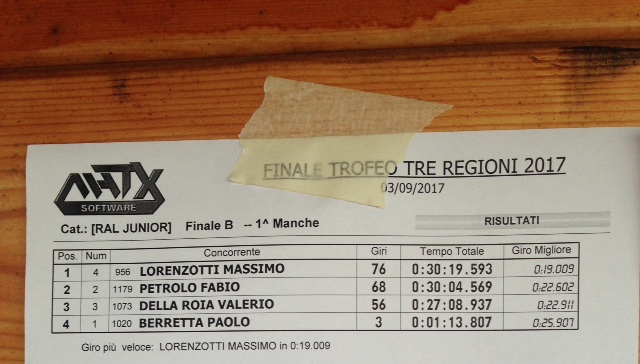 FINALE TROFEO TRE REGIONI 2017
03/09/2017
AHTX
SOFTWARE
Cat.: [RAL JUNIOR] Finale B -- 1^ Manche
RISULTATI
Pos. Num Concorrente Giri Tempo Totale Giro Migliore
1 4 956 LORENZOTTI MASSIMO 76 0:30:19.593 0:19.009
2 2 1179 PETROLO FABIO 68 0:30:04.569 0:22.602
3 3 1073 DELLA ROIA VALERIO 56 0:27:08.937 0:22.911
4 1 1020 BERRETTA PAOLO 3 0:01:13.807 0:25.907
Giro più veloce: LORENZOTTI MASSIMO in 0:19.009